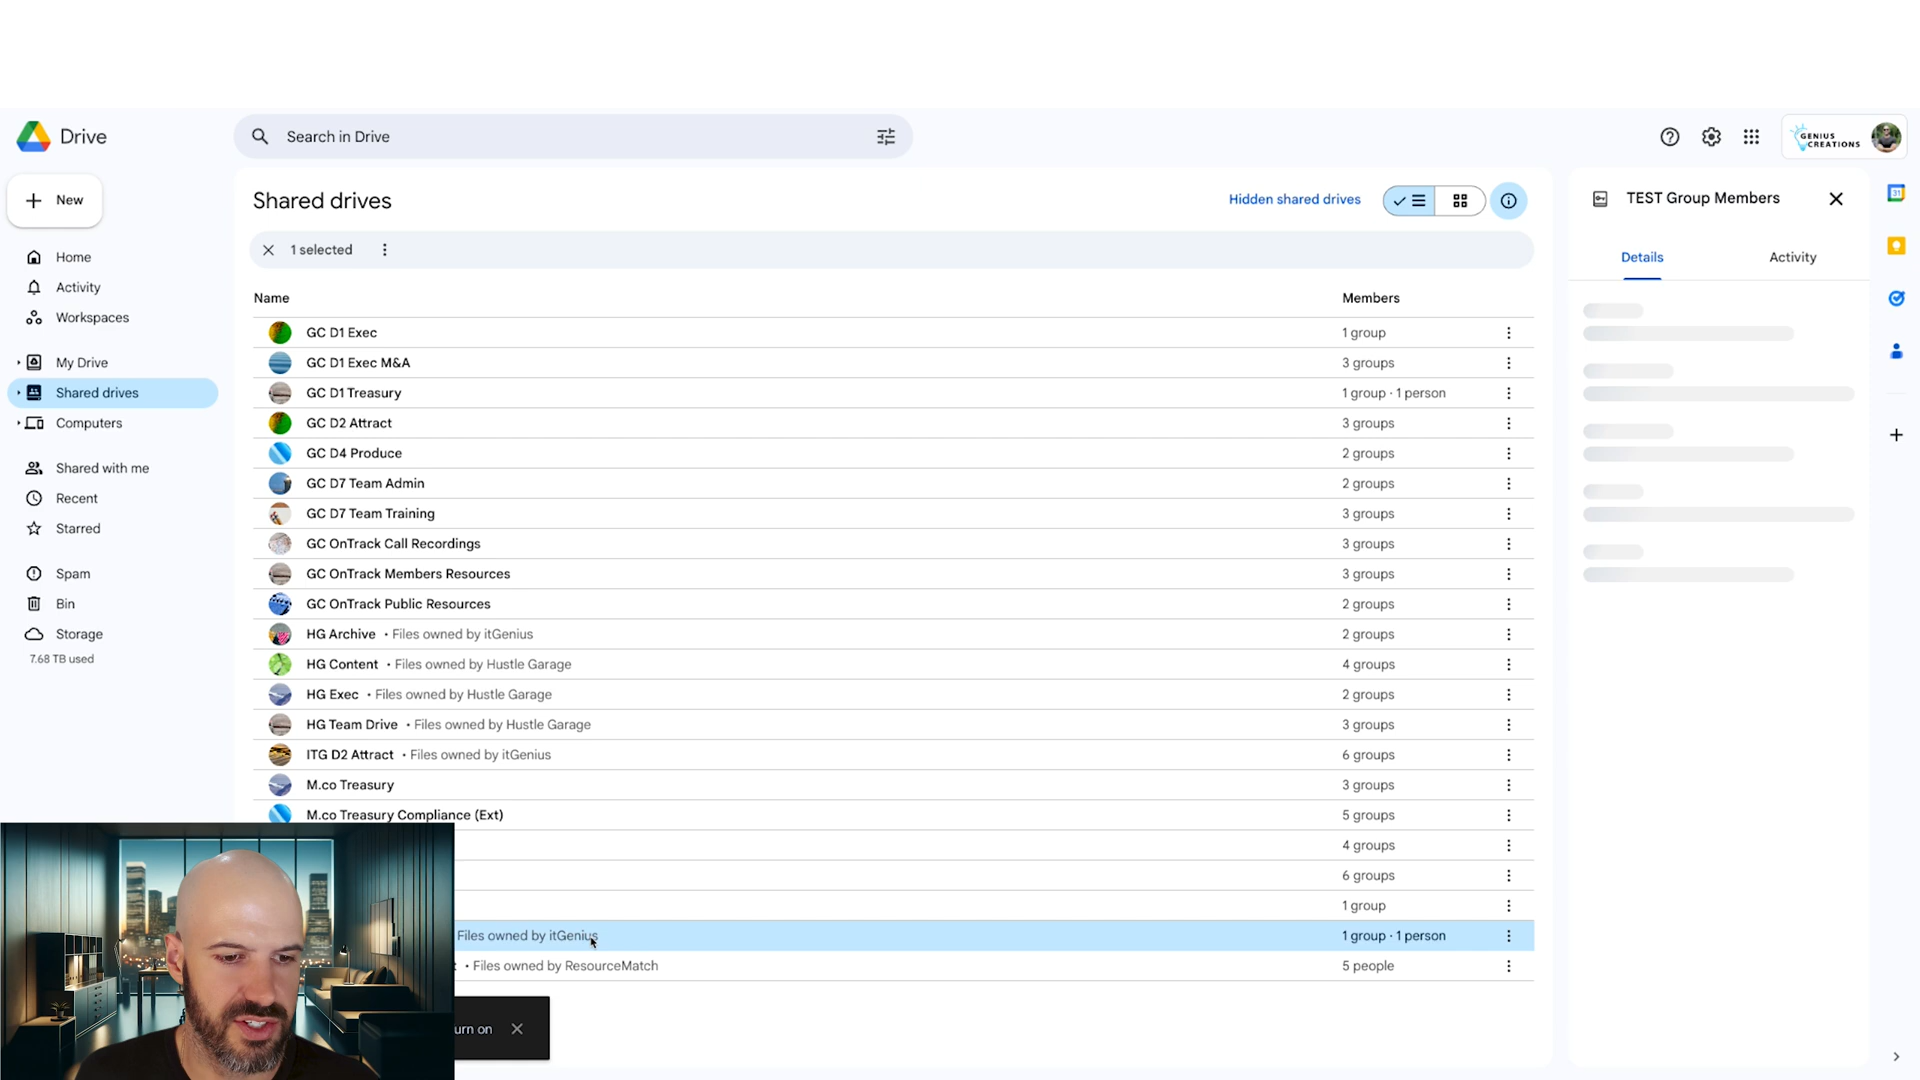 Drive
Search in Drive
GENIUS
CREATIONS
New
Home
Activity
Workspaces
My Drive
Shared drives
Computers
Shared with me
Recent
Starred
Spam
Bin
Storage
7.68 TB used
Shared drives
Hidden shared drives
1 selected
Name Members
GC D1 Exec 1 group
GC D1 Exec M&A 3 groups
GC D1 Treasury 1 group · 1 person
GC D2 Attract 3 groups
GC D4 Produce 2 groups
GC D7 Team Admin 2 groups
GC D7 Team Training 3 groups
GC OnTrack Call Recordings 3 groups
GC OnTrack Members Resources 3 groups
GC OnTrack Public Resources 2 groups
HG Archive • Files owned by itGenius 2 groups
HG Content • Files owned by Hustle Garage 4 groups
HG Exec • Files owned by Hustle Garage 2 groups
HG Team Drive • Files owned by Hustle Garage 3 groups
ITG D2 Attract • Files owned by itGenius 6 groups
M.co Treasury 3 groups
M.co Treasury Compliance (Ext) 5 groups
4 groups
6 groups
1 group
Files owned by itGenius 1 group · 1 person
• Files owned by ResourceMatch 5 people
urn on
TEST Group Members
Details Activity
31